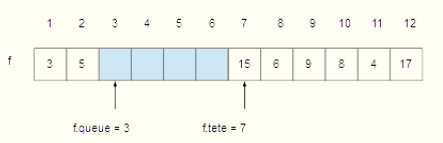 1 2 3 4 5 6 7 8 9 10 11 12
f 3 5 15 6 9 8 4 17
f.queue = 3 f.tete = 7